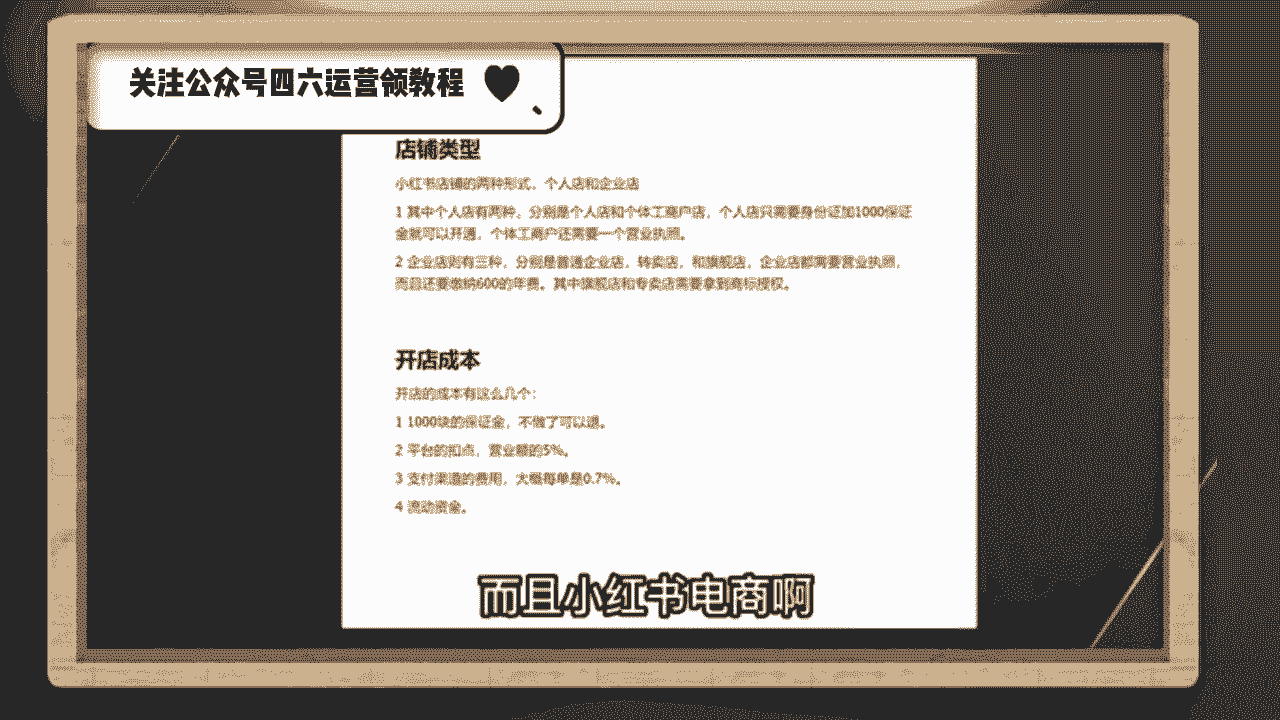 关注公众号四六运营领教程
店铺类型
小红书店铺的两种形式，个人店和企业店
1 其中个人店有两种，分别是个人店和个体工商户店，个人店只需要身份证加1000保证
金就可以开通，个体工商户还需要一个营业执照。
2 企业店则有三种，分别是普通企业店，转卖店，和旗舰店，企业店都需要营业执照，
而且还要缴纳600的年费。其中旗舰店和专卖店需要拿到商标授权。
开店成本
开店的成本有这么几个：
1 1000块的保证金，不做了可以退。
2 平台的扣点，营业额的5%。
3 支付渠道的费用，大概每单是0.7%。
4 流动资金。
而且小红书电商啊